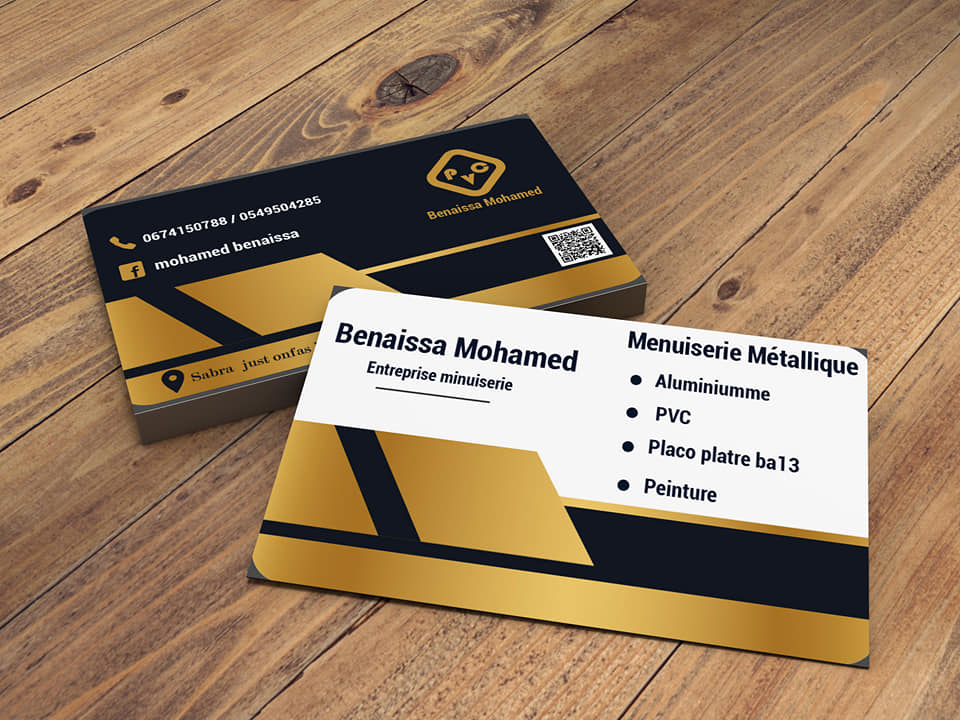 0674150788 / 0549504285
mohamed benaissa
PVC
Benaissa Mohamed
Sabra just onfas
Benaissa Mohamed
Entreprise minuiserie
Menuiserie Métallique
Aluminiumme
PVC
Placo platre ba13
Peinture